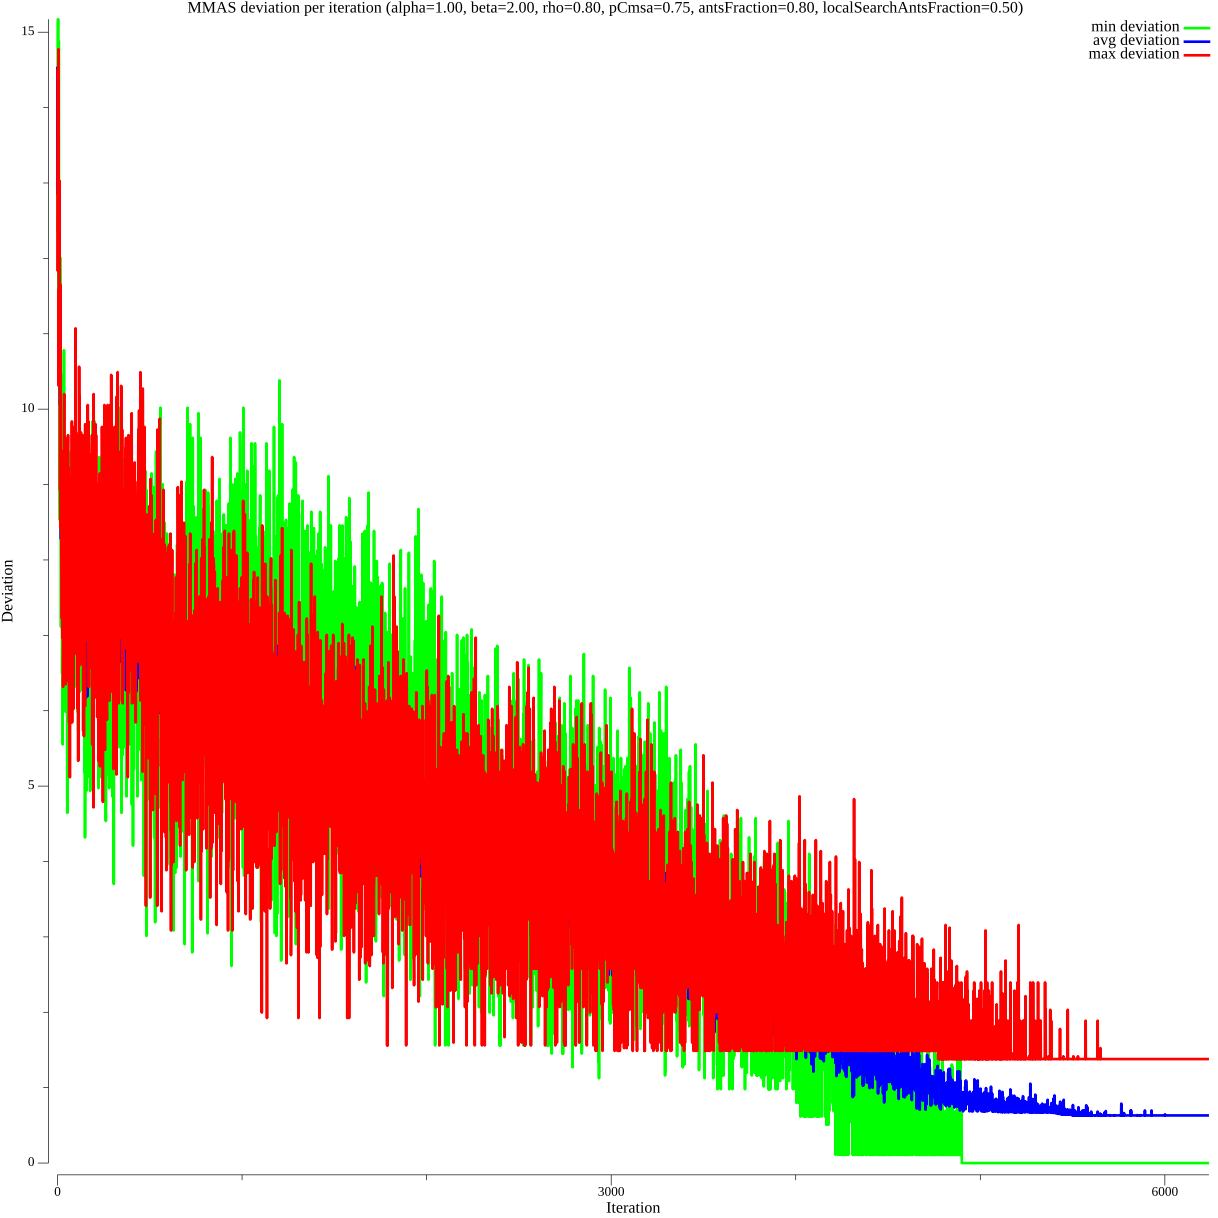 MMAS deviation per iteration (alpha=1.00, beta=2.00, rho=0.80, pCmsa=0.75, antsFraction=0.80, localSearchAntsFraction=0.50)
min deviation
avg deviation
max deviation
15
10
5
0
Deviation
0 3000 6000
Iteration